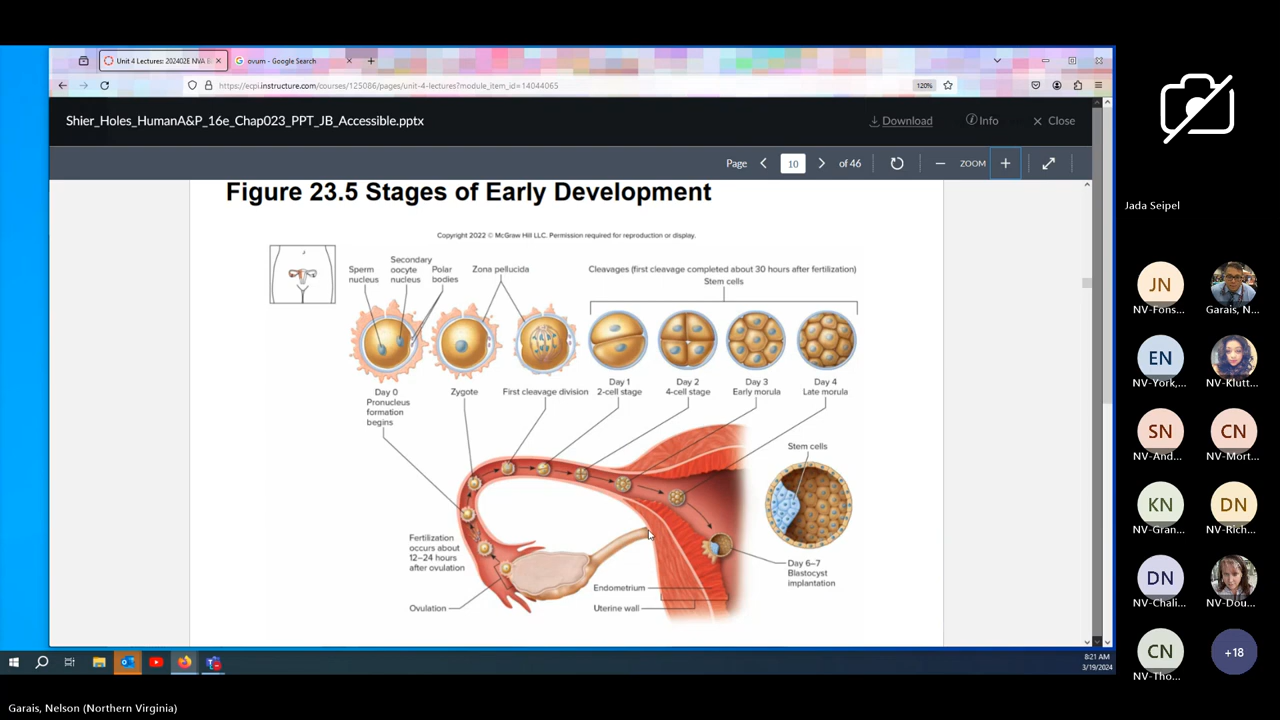 Unit 4 Lectures: 202402E NVA B
ovum - Google Search
https://ecpi.instructure.com/courses/125086/pages/unit-4-lectures?module_item_id=14044065
120%
Shier_Holes_HumanA&P_16e_Chap023_PPT_JB_Accessible.pptx
Download
Info
Close
Page
10
of 46
ZOOM
Figure 23.5 Stages of Early Development
Copyright 2022 © McGraw Hill LLC. Permission required for reproduction or display.
Sperm
nucleus
Secondary
oocyte
nucleus
Polar
bodies
Zona pellucida
Cleavages (first cleavage completed about 30 hours after fertilization)
Stem cells
Day 0
Pronucleus
formation
begins
Zygote
First cleavage division
Day 1
2-cell stage
Day 2
4-cell stage
Day 3
Early morula
Day 4
Late morula
Stem cells
Fertilization
occurs about
12–24 hours
after ovulation
Ovulation
Endometrium
Uterine wall
Day 6–7
Blastocyst
implantation
8:21 AM
3/19/2024
Jada Seipel
JN
NV-Fons...
Garais, N...
EN
NV-York,...
NV-Klutt...
SN
NV-And...
CN
NV-Mort...
KN
NV-Gran...
DN
NV-Rich...
DN
NV-Chali...
NV-Dou...
CN
NV-Tho...
+18
Garais, Nelson (Northern Virginia)